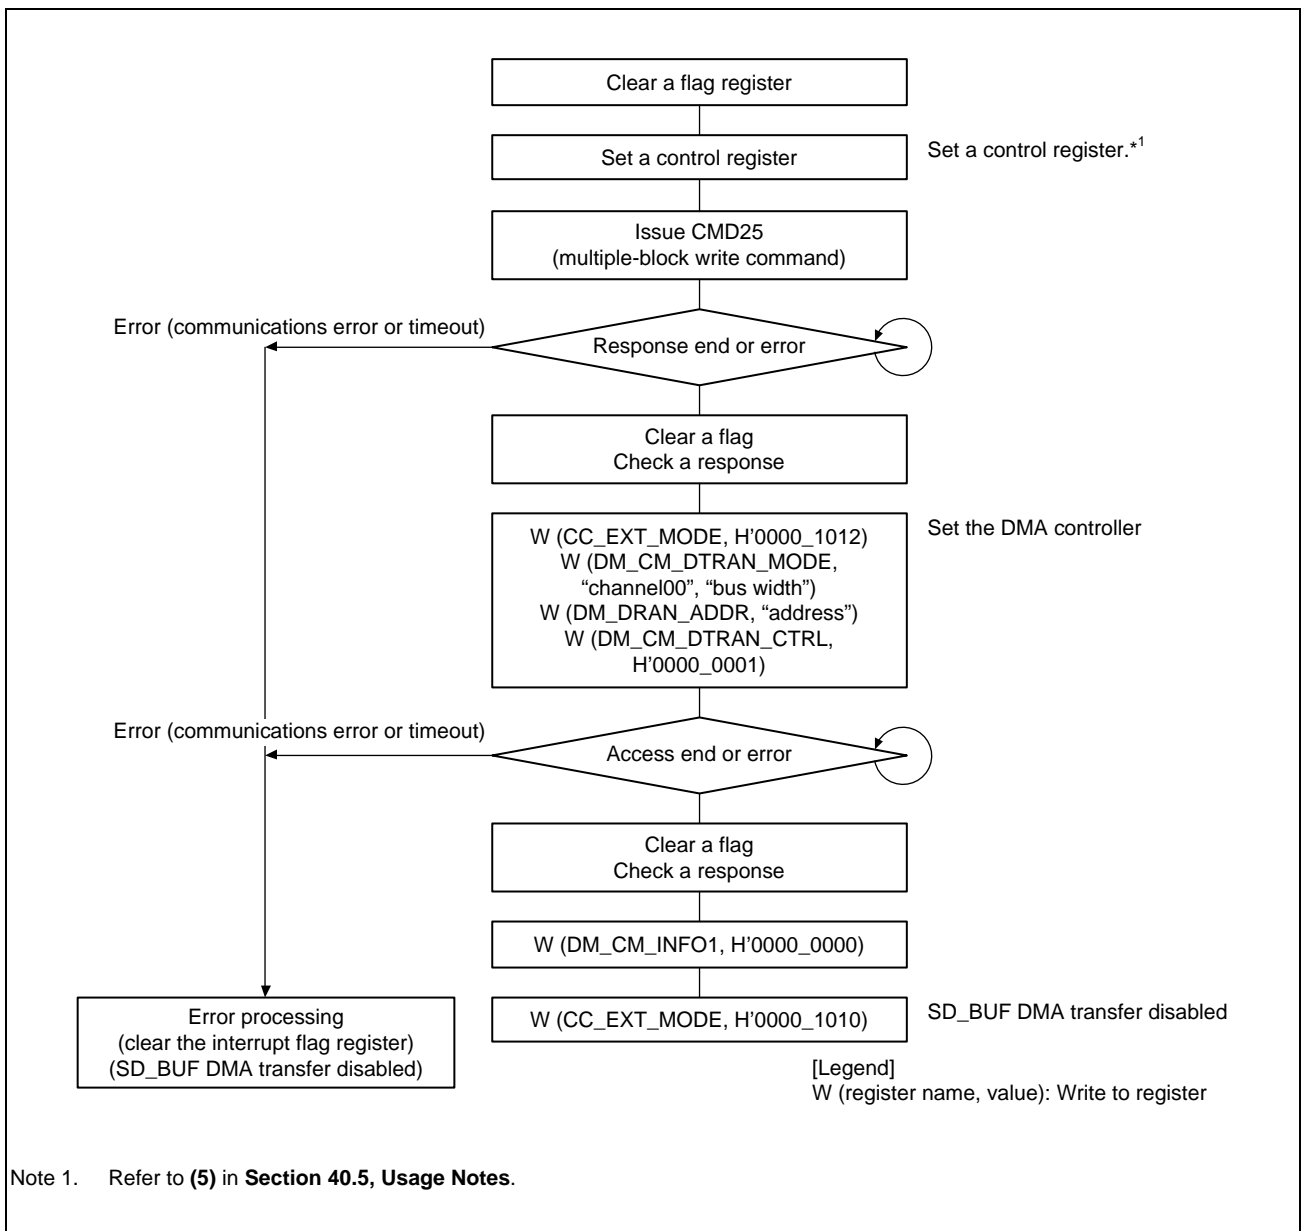 Clear a flag register
Set a control register
Set a control register.*1
Issue CMD25
(multiple-block write command)
Error (communications error or timeout)
Response end or error
Clear a flag
Check a response
W (CC_EXT_MODE, H'0000_1012)
W (DM_CM_DTRAN_MODE,
“channel00”, “bus width”)
W (DM_DRAN_ADDR, “address”)
W (DM_CM_DTRAN_CTRL,
H'0000_0001)
Set the DMA controller
Error (communications error or timeout)
Access end or error
Clear a flag
Check a response
W (DM_CM_INFO1, H'0000_0000)
W (CC_EXT_MODE, H'0000_1010)
SD_BUF DMA transfer disabled
Error processing
(clear the interrupt flag register)
(SD_BUF DMA transfer disabled)
[Legend]
W (register name, value): Write to register
Note 1. Refer to (5) in Section 40.5, Usage Notes.